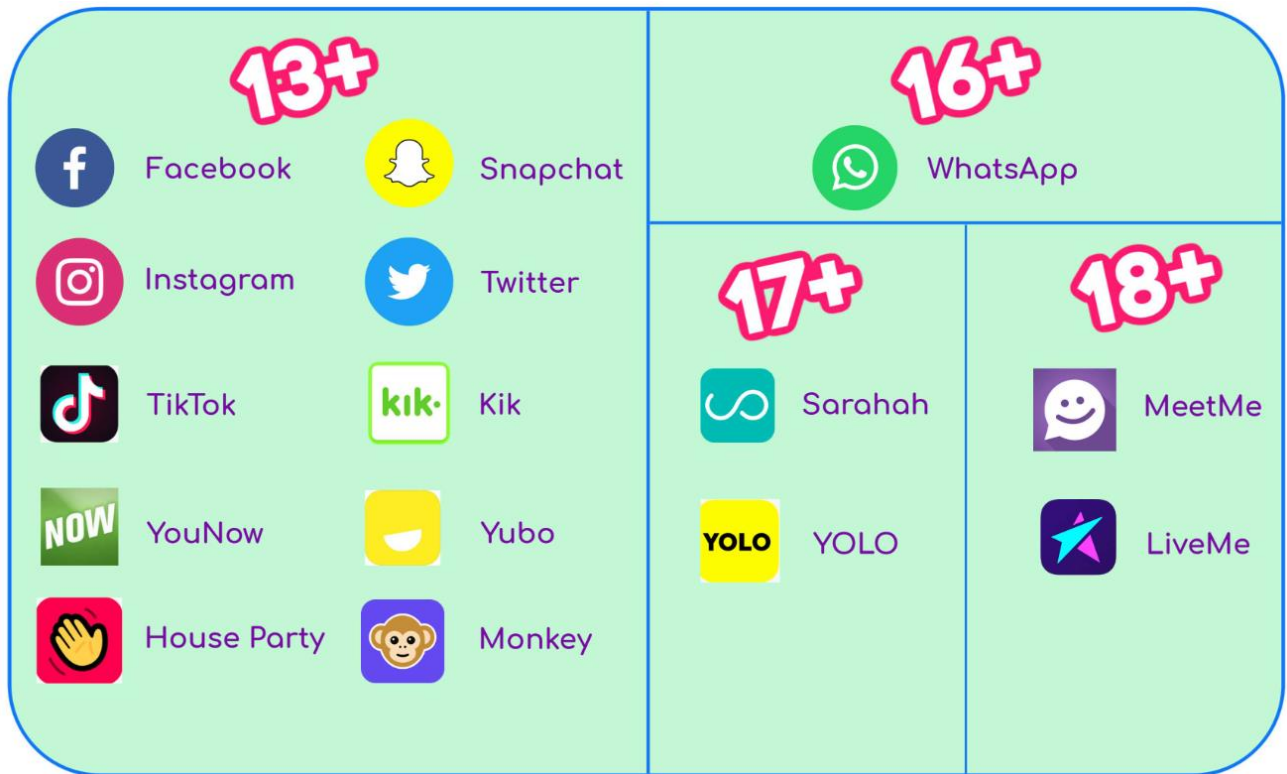 13+
Facebook
Snapchat
Instagram
Twitter
TikTok
kik.
Kik
NOW
YouNow
Yubo
House Party
Monkey
16+
WhatsApp
17+
Sarahah
YOLO
YOLO
18+
MeetMe
LiveMe